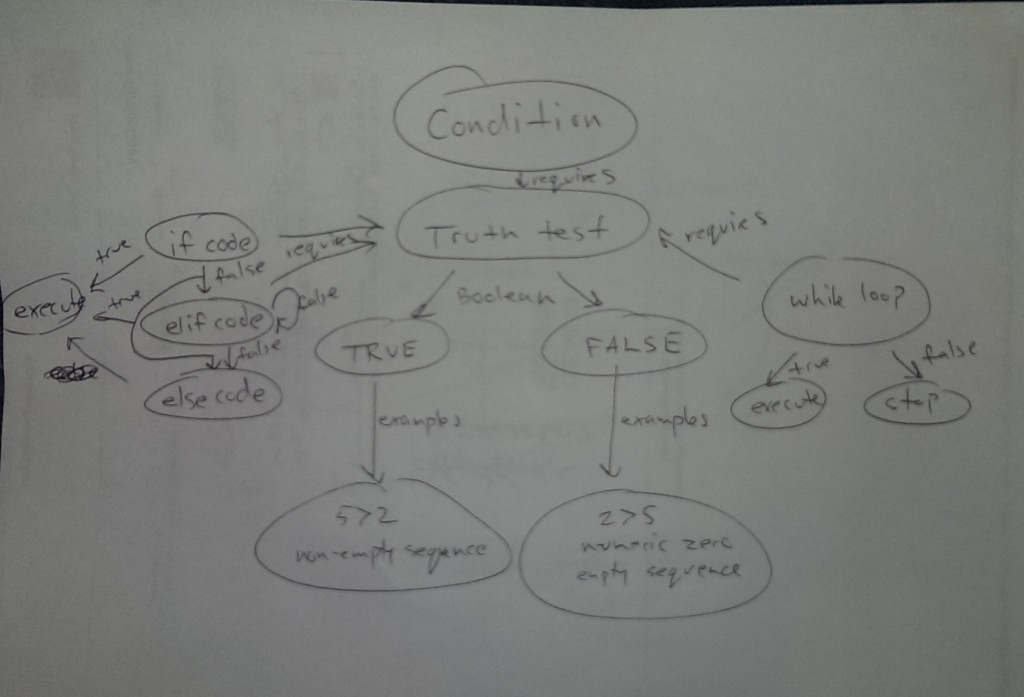 Condition
requires
Truth test
if code
true
requires
requries
false
execute
true
elif code
false
Boolean
while loop
TRUE
FALSE
false
true
false
else code
execute
stop
examples
examples
5>2
non-empty sequence
2>5
numeric zero
empty sequence